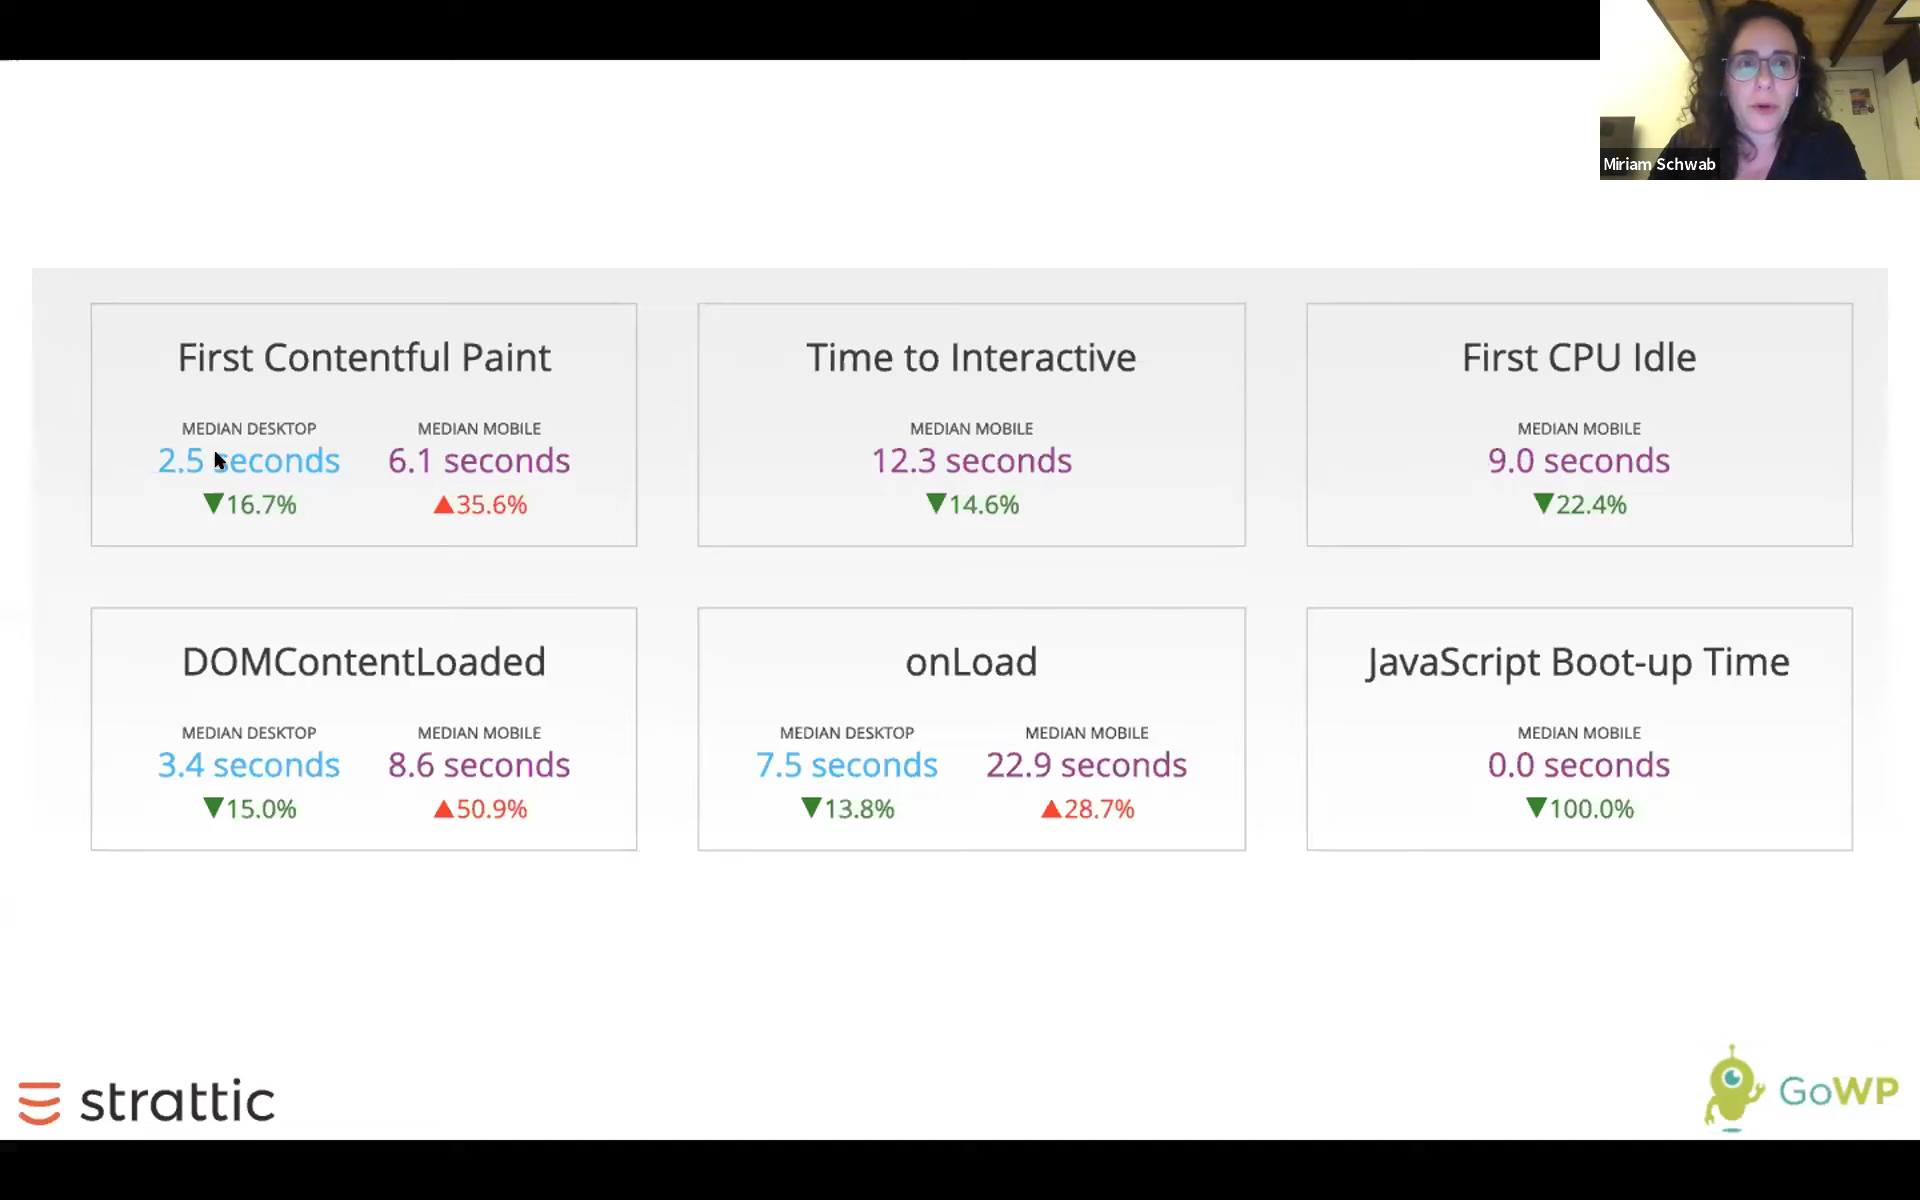 Miriam Schwab
First Contentful Paint
MEDIAN DESKTOP
2.5 seconds
▼16.7%
MEDIAN MOBILE
6.1 seconds
▲35.6%
Time to Interactive
MEDIAN MOBILE
12.3 seconds
▼14.6%
First CPU Idle
MEDIAN MOBILE
9.0 seconds
▼22.4%
DOMContentLoaded
MEDIAN DESKTOP
3.4 seconds
▼15.0%
MEDIAN MOBILE
8.6 seconds
▲50.9%
onLoad
MEDIAN DESKTOP
7.5 seconds
▼13.8%
MEDIAN MOBILE
22.9 seconds
▲28.7%
JavaScript Boot-up Time
MEDIAN MOBILE
0.0 seconds
▼100.0%
strattic
GoWP